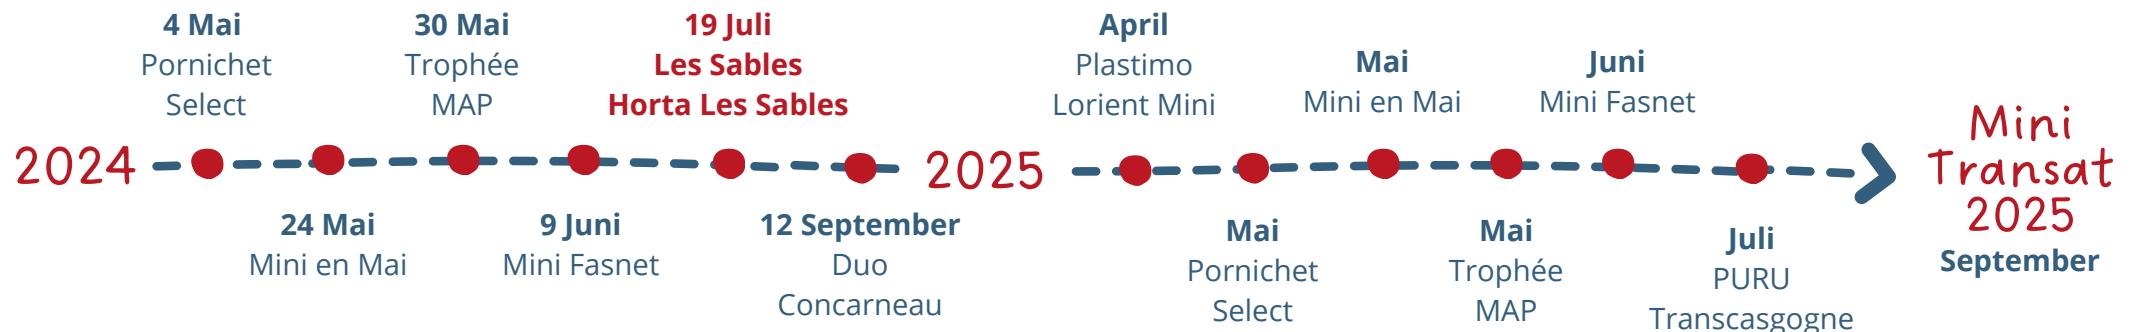 2024
4 Mai
Pornichet
Select
24 Mai
Mini en Mai
30 Mai
Trophée
MAP
9 Juni
Mini Fasnet
19 Juli
Les Sables
Horta Les Sables
12 September
Duo
Concarneau
2025
April
Plastimo
Lorient Mini
Mai
Pornichet
Select
Mai
Mini en Mai
Mai
Trophée
MAP
Juni
Mini Fasnet
Juli
PURU
Transcasgogne
Mini
Transat
2025
September